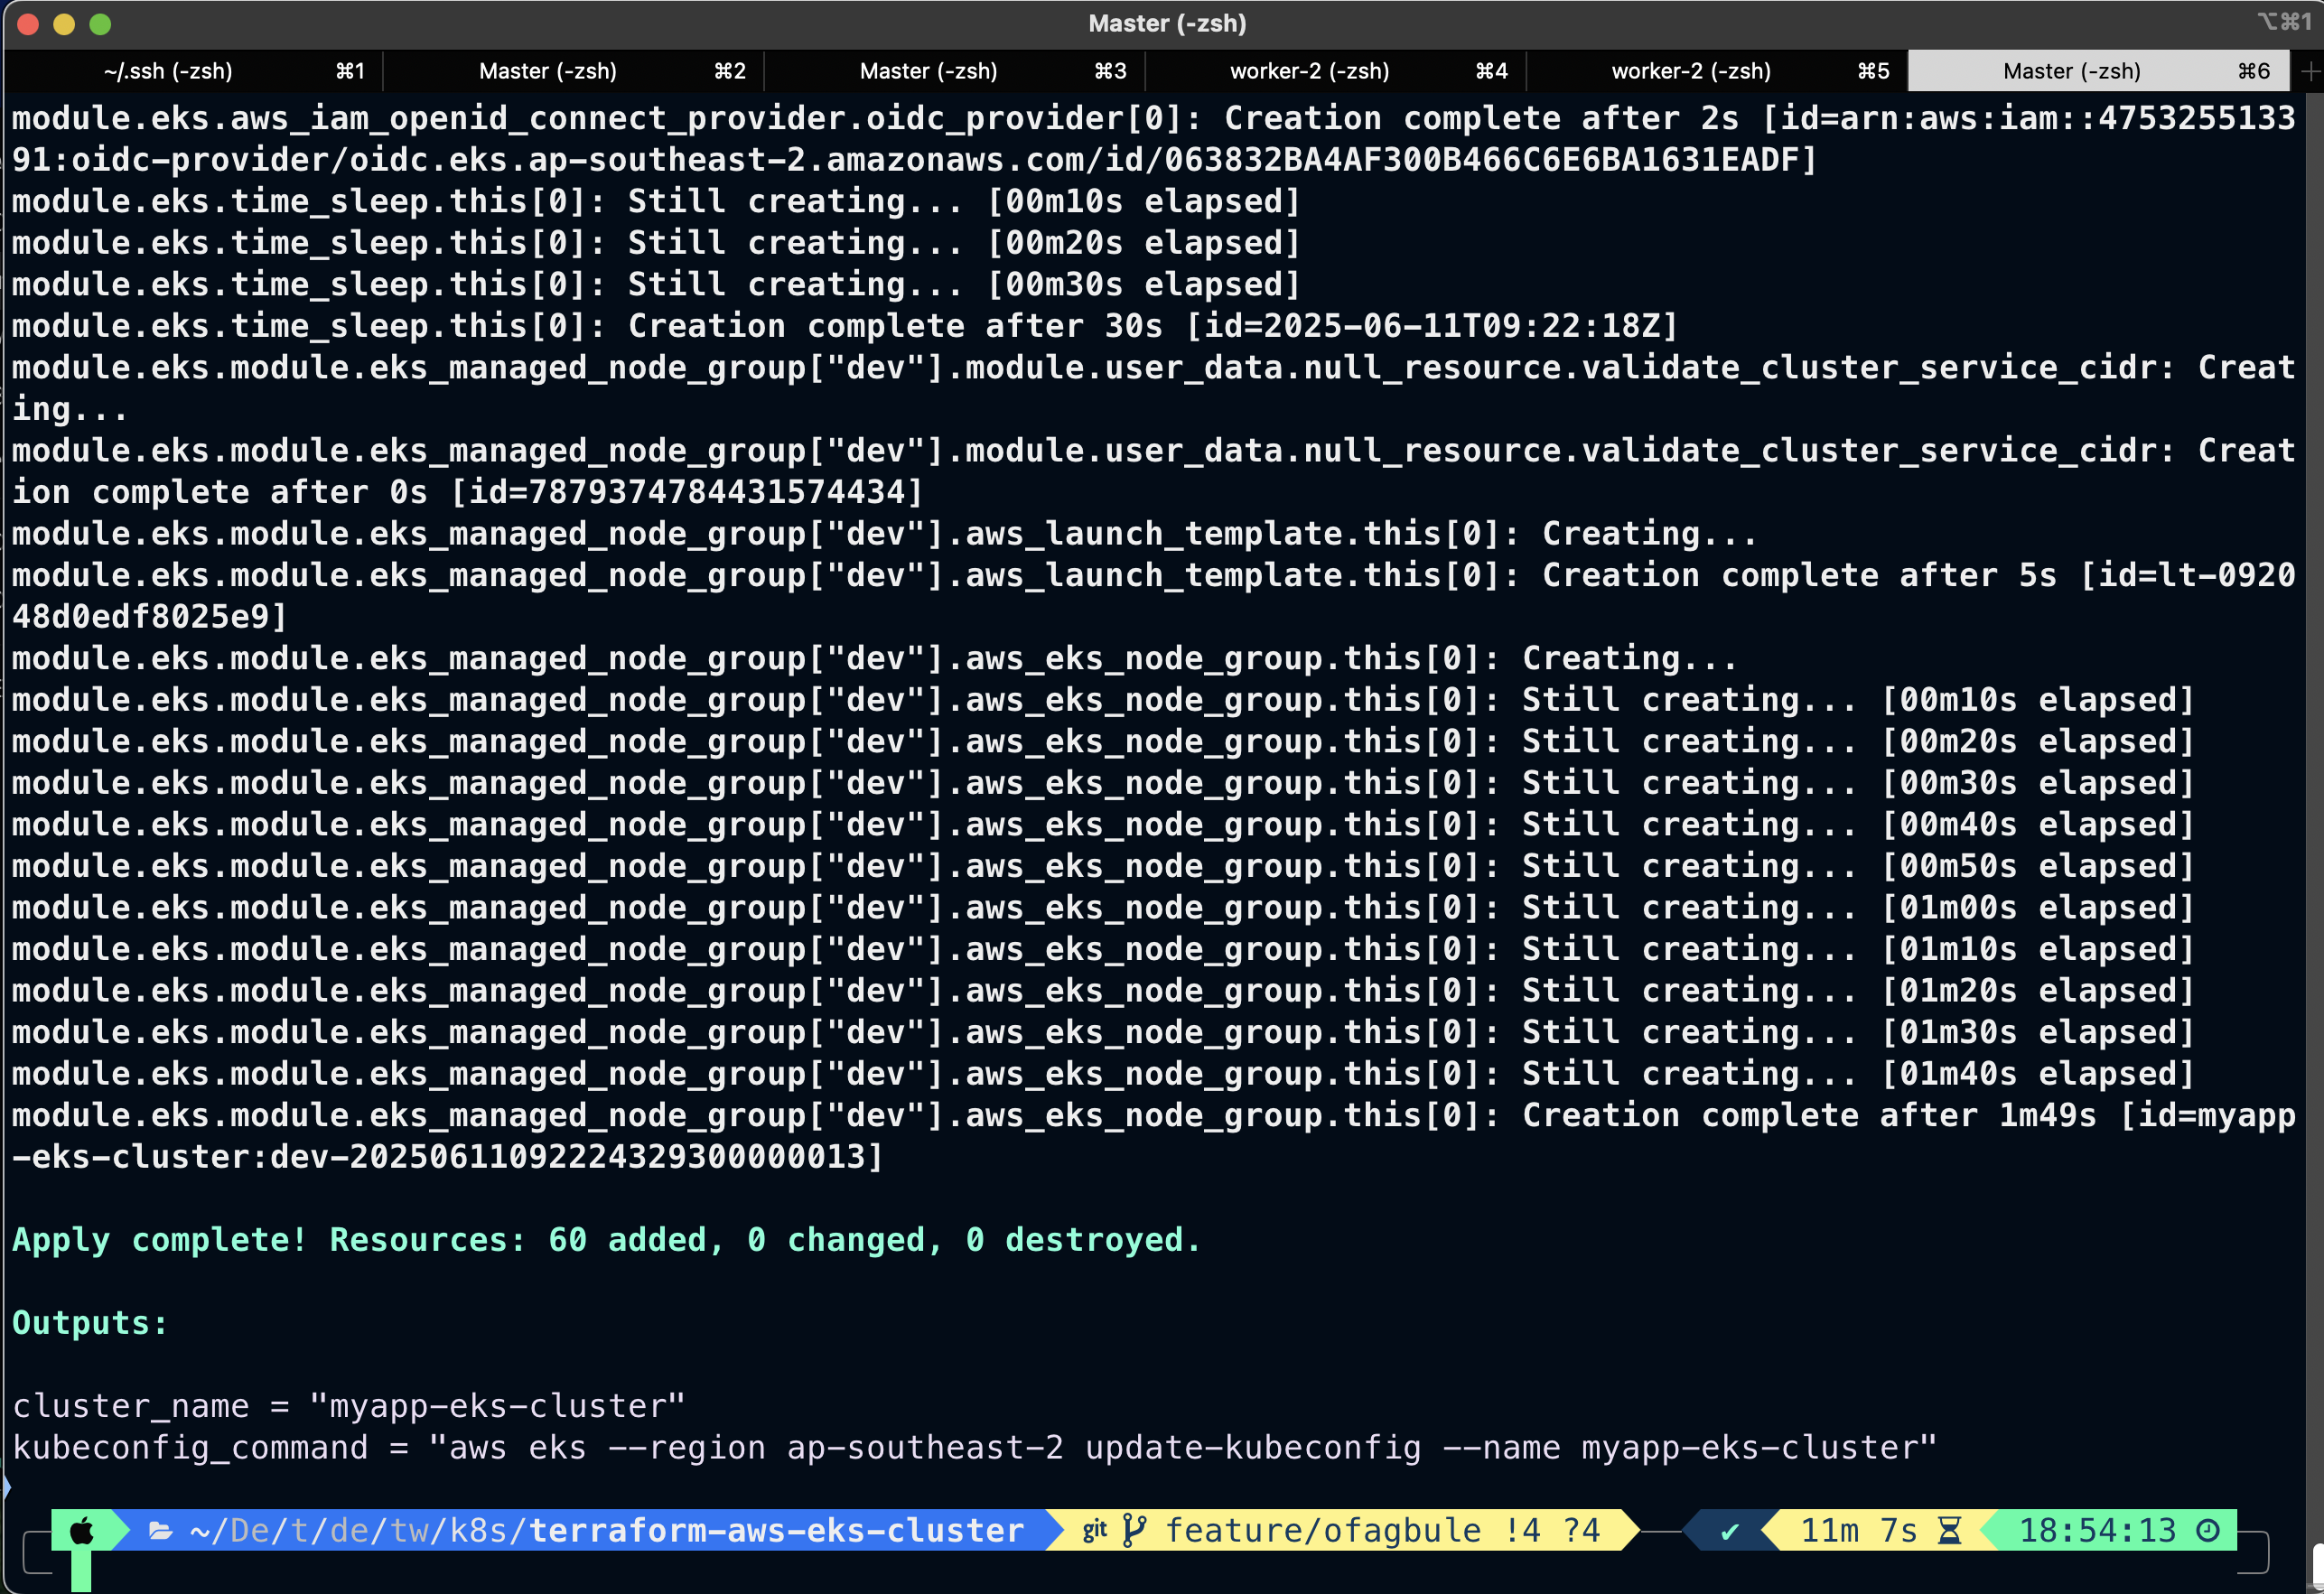 Master (-zsh)
⌥⌘1
~/.ssh (-zsh) ⌘1 Master (-zsh) ⌘2 Master (-zsh) ⌘3 worker-2 (-zsh) ⌘4 worker-2 (-zsh) ⌘5 Master (-zsh) ⌘6
module.eks.aws_iam_openid_connect_provider.oidc_provider[0]: Creation complete after 2s [id=arn:aws:iam::4753255133
91:oidc-provider/oidc.eks.ap-southeast-2.amazonaws.com/id/063832BA4AF300B466C6E6BA1631EADF]
module.eks.time_sleep.this[0]: Still creating... [00m10s elapsed]
module.eks.time_sleep.this[0]: Still creating... [00m20s elapsed]
module.eks.time_sleep.this[0]: Still creating... [00m30s elapsed]
module.eks.time_sleep.this[0]: Creation complete after 30s [id=2025-06-11T09:22:18Z]
module.eks.module.eks_managed_node_group["dev"].module.user_data.null_resource.validate_cluster_service_cidr: Creat
ing...
module.eks.module.eks_managed_node_group["dev"].module.user_data.null_resource.validate_cluster_service_cidr: Creat
ion complete after 0s [id=7879374784431574434]
module.eks.module.eks_managed_node_group["dev"].aws_launch_template.this[0]: Creating...
module.eks.module.eks_managed_node_group["dev"].aws_launch_template.this[0]: Creation complete after 5s [id=lt-0920
48d0edf8025e9]
module.eks.module.eks_managed_node_group["dev"].aws_eks_node_group.this[0]: Creating...
module.eks.module.eks_managed_node_group["dev"].aws_eks_node_group.this[0]: Still creating... [00m10s elapsed]
module.eks.module.eks_managed_node_group["dev"].aws_eks_node_group.this[0]: Still creating... [00m20s elapsed]
module.eks.module.eks_managed_node_group["dev"].aws_eks_node_group.this[0]: Still creating... [00m30s elapsed]
module.eks.module.eks_managed_node_group["dev"].aws_eks_node_group.this[0]: Still creating... [00m40s elapsed]
module.eks.module.eks_managed_node_group["dev"].aws_eks_node_group.this[0]: Still creating... [00m50s elapsed]
module.eks.module.eks_managed_node_group["dev"].aws_eks_node_group.this[0]: Still creating... [01m00s elapsed]
module.eks.module.eks_managed_node_group["dev"].aws_eks_node_group.this[0]: Still creating... [01m10s elapsed]
module.eks.module.eks_managed_node_group["dev"].aws_eks_node_group.this[0]: Still creating... [01m20s elapsed]
module.eks.module.eks_managed_node_group["dev"].aws_eks_node_group.this[0]: Still creating... [01m30s elapsed]
module.eks.module.eks_managed_node_group["dev"].aws_eks_node_group.this[0]: Still creating... [01m40s elapsed]
module.eks.module.eks_managed_node_group["dev"].aws_eks_node_group.this[0]: Creation complete after 1m49s [id=myapp
-eks-cluster:dev-20250611092224329300000013]
Apply complete! Resources: 60 added, 0 changed, 0 destroyed.
Outputs:
cluster_name = "myapp-eks-cluster"
kubeconfig_command = "aws eks --region ap-southeast-2 update-kubeconfig --name myapp-eks-cluster"
~/De/t/de/tw/k8s/terraform-aws-eks-cluster git feature/ofagbule !4 ?4 ✔ 11m 7s 18:54:13